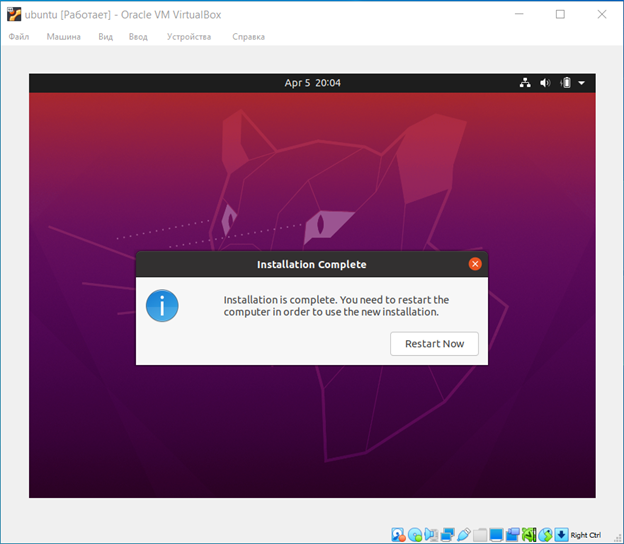 ubuntu [Работает] - Oracle VM VirtualBox
Файл Машина Вид Ввод Устройства Справка
Apr 5 20:04
Installation Complete
Installation is complete. You need to restart the
computer in order to use the new installation.
Restart Now
Right Ctrl